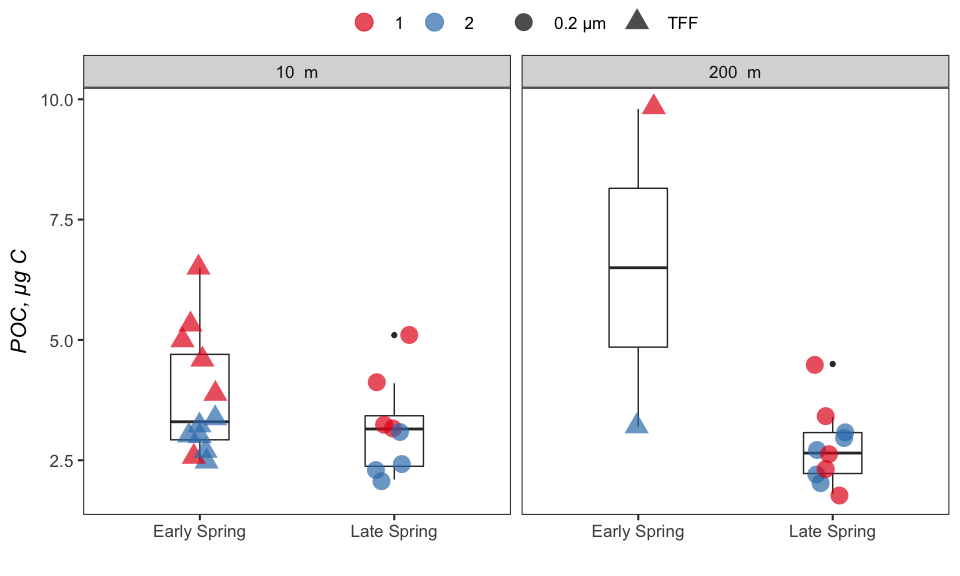 1 2 0.2 µm TFF
10 m 200 m
10.0
7.5
5.0
2.5
POC, µg C
Early Spring Late Spring Early Spring Late Spring